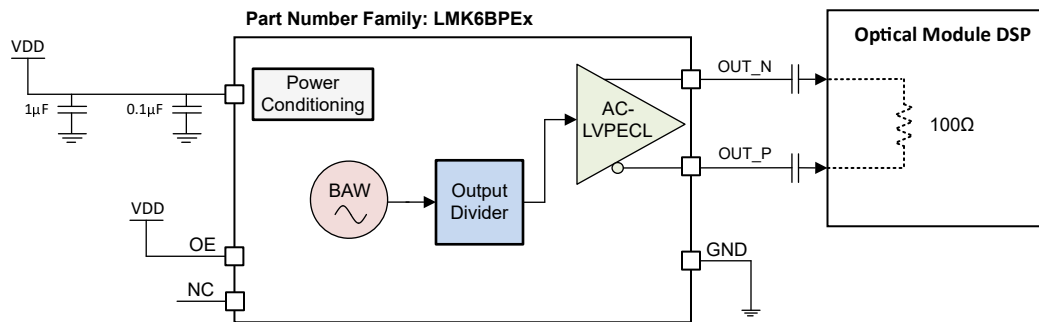 Part Number Family: LMK6BPEx
VDD
1µF
0.1µF
Power
Conditioning
BAW
Output
Divider
AC-
LVPECL
OUT_N
OUT_P
Optical Module DSP
100Ω
VDD
OE
NC
GND